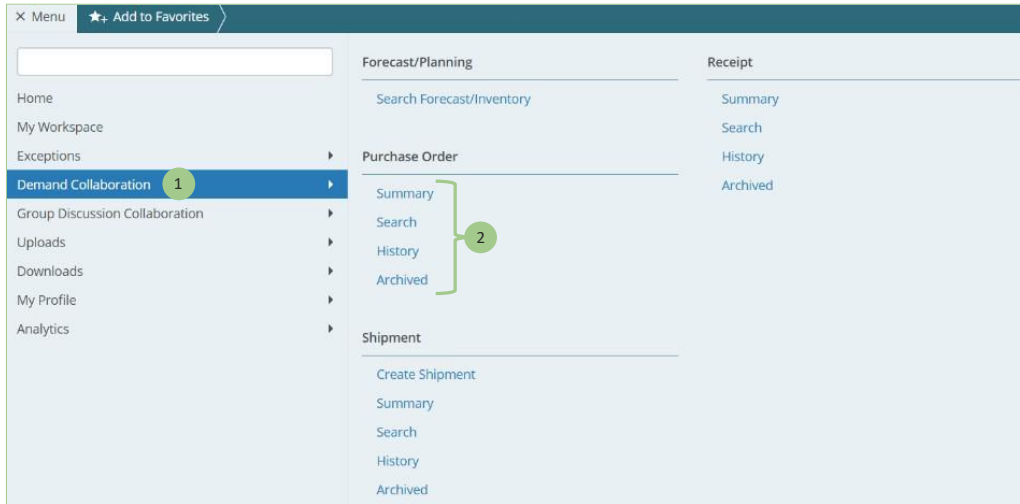 × Menu
Add to Favorites
Home
My Workspace
Exceptions
Demand Collaboration 1
Group Discussion Collaboration
Uploads
Downloads
My Profile
Analytics
Forecast/Planning
Search Forecast/Inventory
Purchase Order
Summary
Search
History
Archived
2
Shipment
Create Shipment
Summary
Search
History
Archived
Receipt
Summary
Search
History
Archived